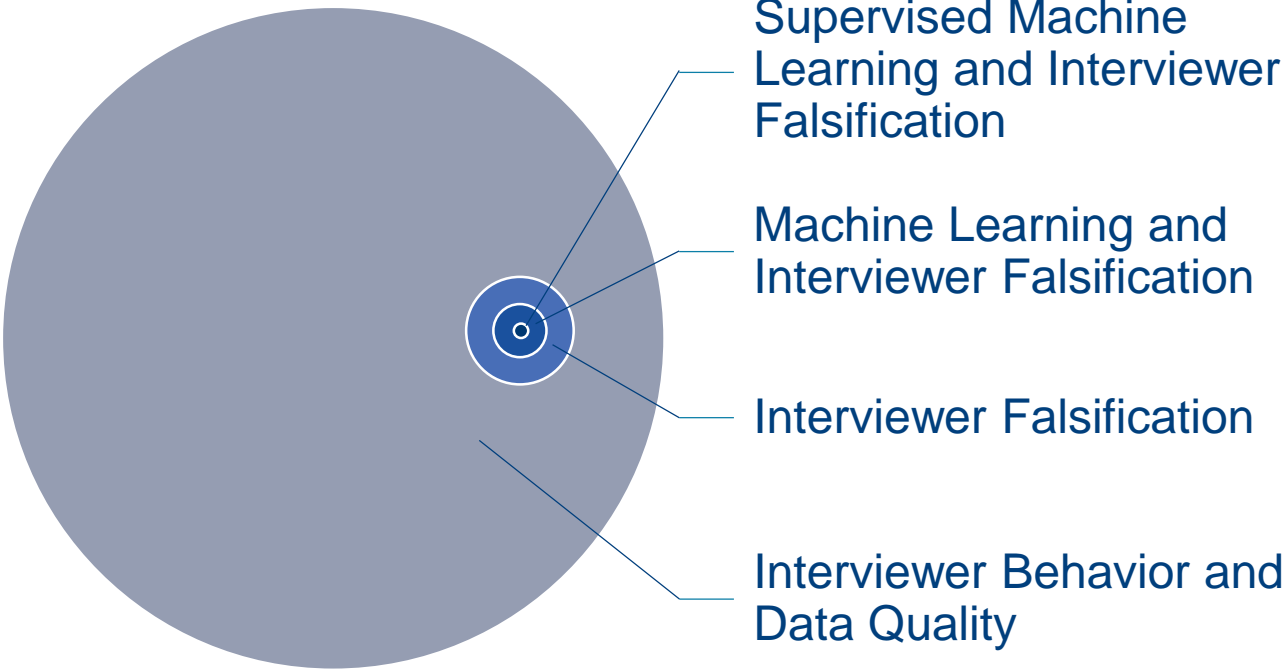 Supervised Machine
Learning and Interviewer
Falsification
Machine Learning and
Interviewer Falsification
Interviewer Falsification
Interviewer Behavior and
Data Quality